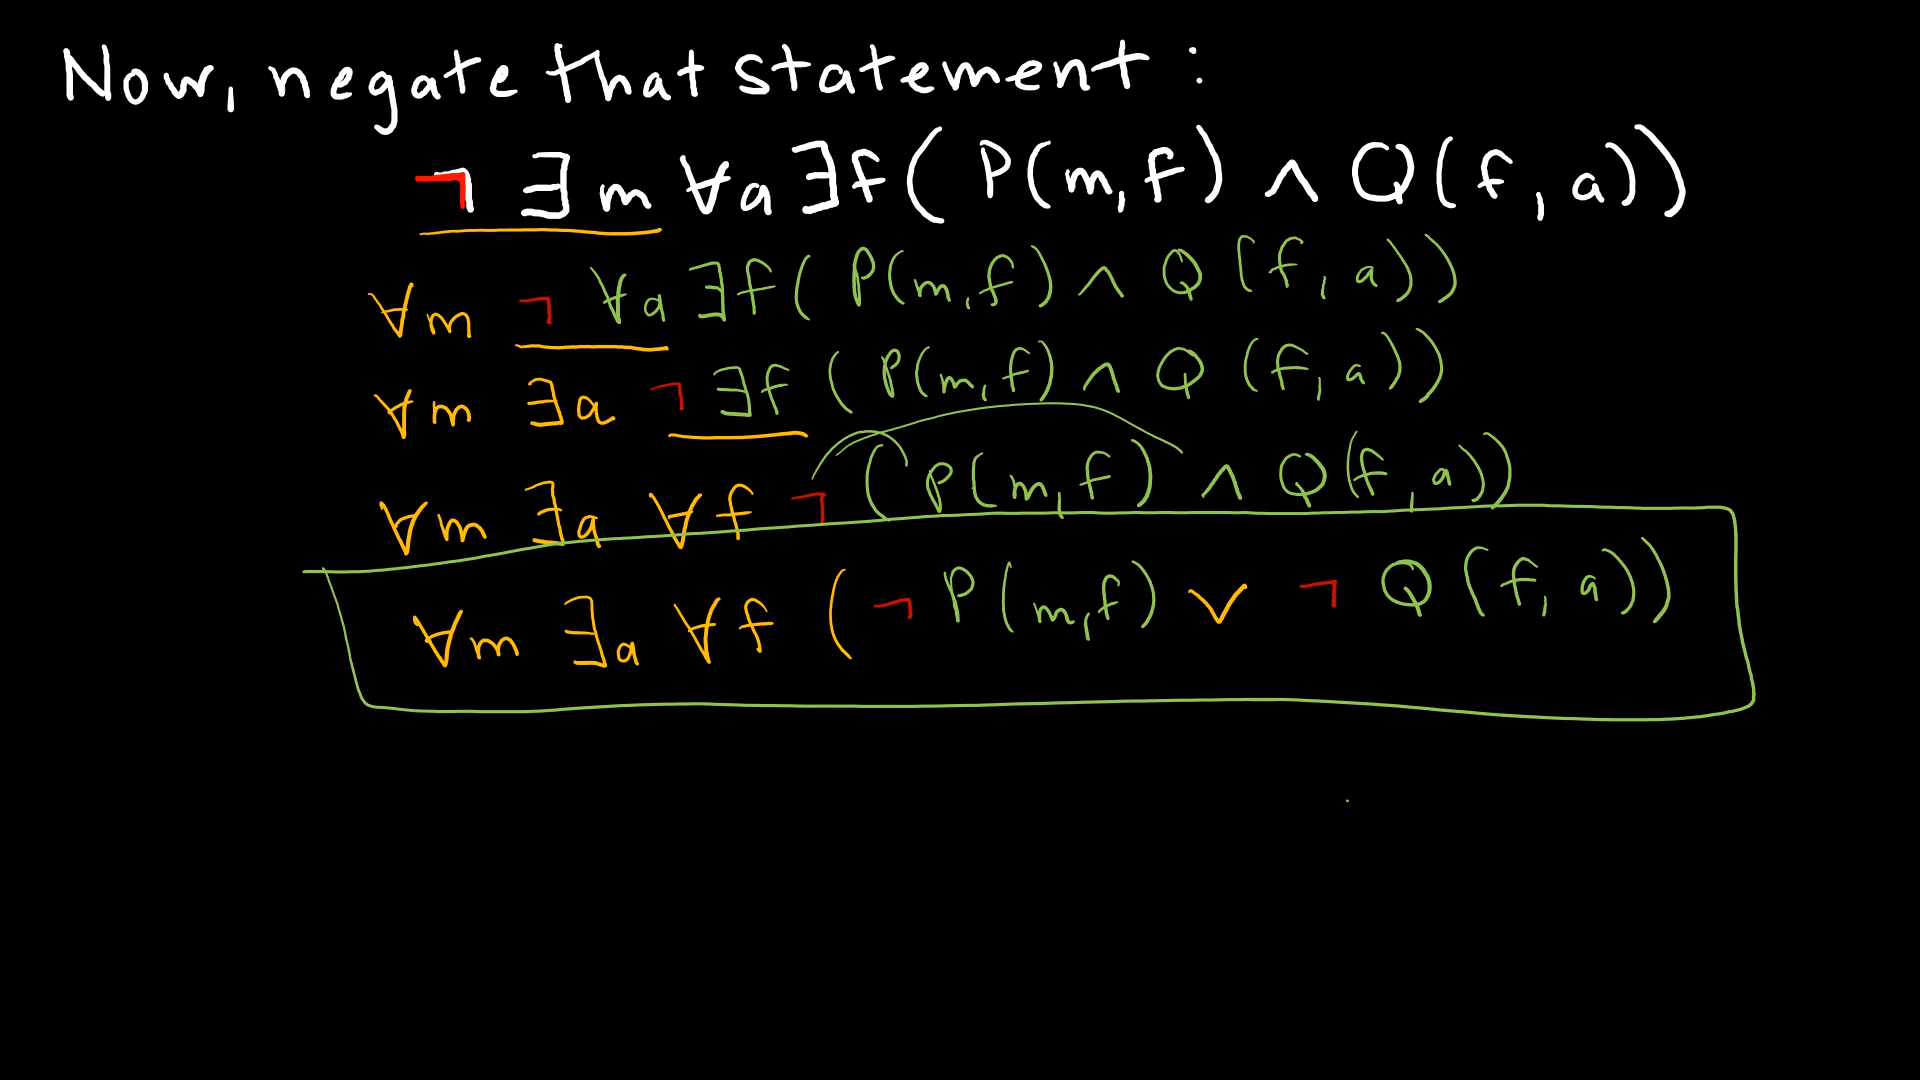 Now, negate that statement:
¬ ∃m ∀a ∃f ( P(m,f) ∧ Q(f,a))
∀m ¬ ∀a ∃f ( P(m,f) ∧ Q(f,a))
∀m ∃a ¬ ∃f ( P(m,f) ∧ Q (f,a))
∀m ∃a ∀f ¬ ( P(m,f) ∧ Q(f,a))
∀m ∃a ∀f ( ¬ P(m,f) ∨ ¬ Q(f,a))